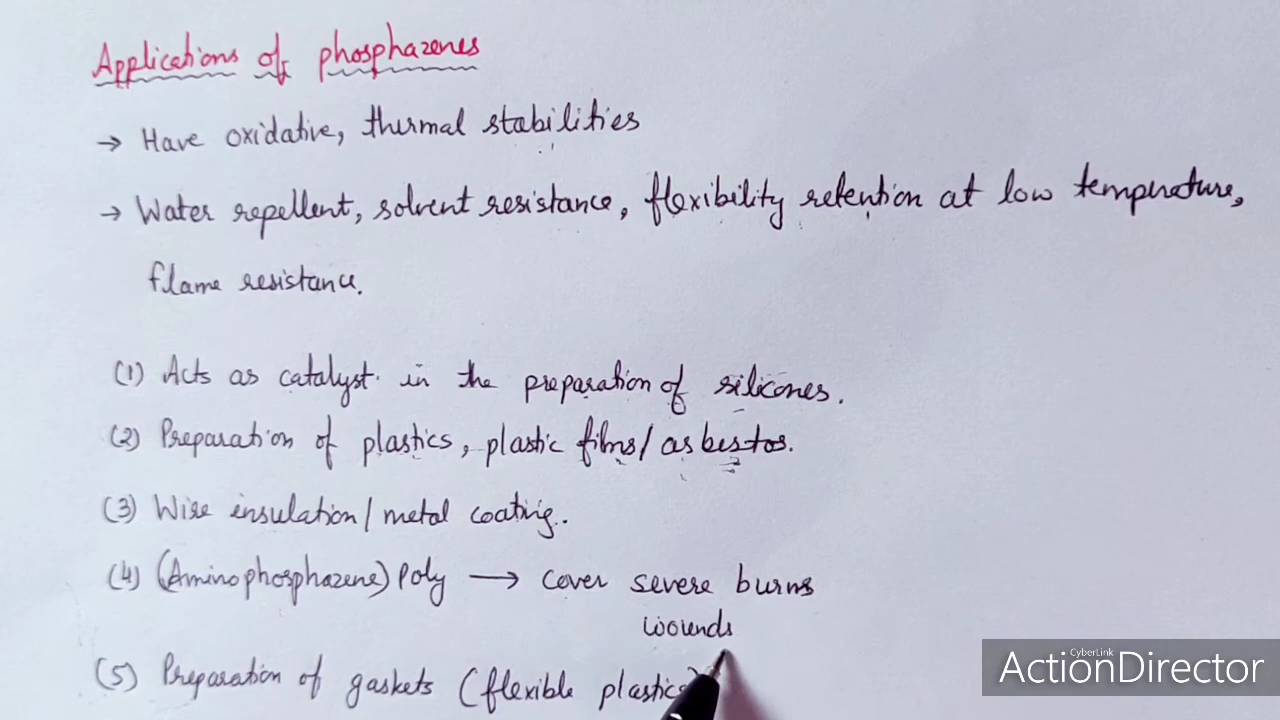 Applications of phosphazenes
→ Have oxidative, thermal stabilities
→ Water repellent, solvent resistance, flexibility retention at low temperature,
flame resistance.
(1) Acts as catalyst in the preparation of silicones.
(2) Preparation of plastics, plastic films/asbestos.
(3) Wire insulation/metal coating.
(4) (Aminophosphazene)Poly → cover severe burns
wounds
(5) Preparation of gaskets (flexible plastics)
CyberLink
ActionDirector